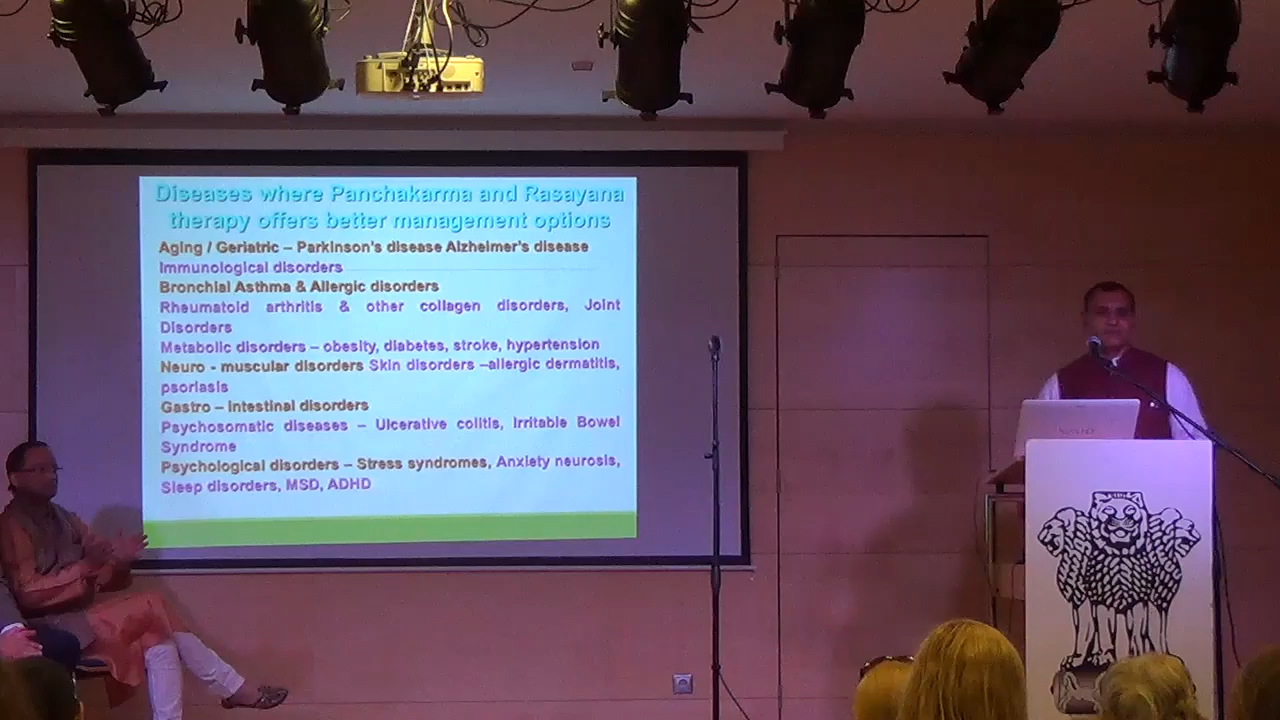 Diseases where Panchakarma and Rasayana
therapy offers better management options
Aging / Geriatric – Parkinson's disease Alzheimer's disease
Immunological disorders
Bronchial Asthma & Allergic disorders
Rheumatoid arthritis & other collagen disorders, Joint
Disorders
Metabolic disorders – obesity, diabetes, stroke, hypertension
Neuro - muscular disorders Skin disorders –allergic dermatitis,
psoriasis
Gastro – Intestinal disorders
Psychosomatic diseases – Ulcerative colitis, Irritable Bowel
Syndrome
Psychological disorders – Stress syndromes, Anxiety neurosis,
Sleep disorders, MSD, ADHD